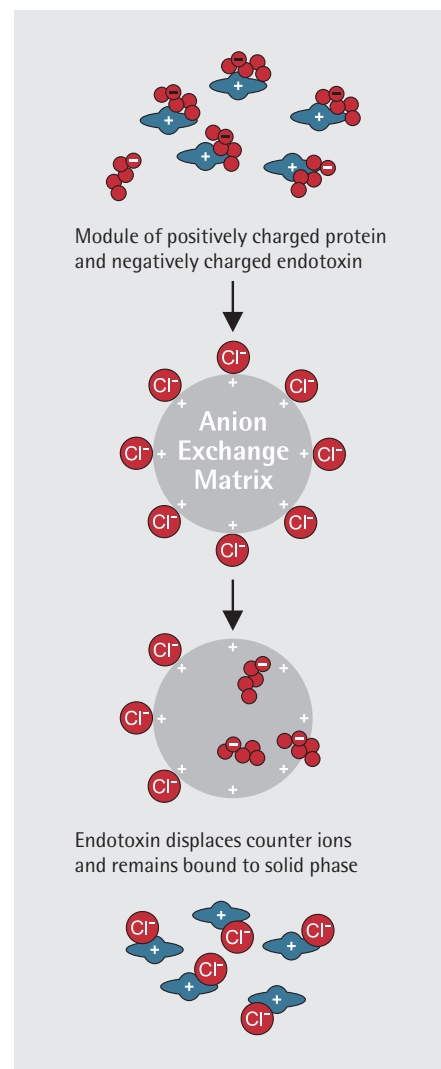 Module of positively charged protein
and negatively charged endotoxin
Cl⁻
Cl⁻ Cl⁻
Anion
Cl⁻ Exchange Cl⁻
Matrix
Cl⁻ Cl⁻
Cl⁻
Cl⁻
Cl⁻
Cl⁻
Endotoxin displaces counter ions
and remains bound to solid phase
Cl⁻ Cl⁻ Cl⁻
Cl⁻
Cl⁻